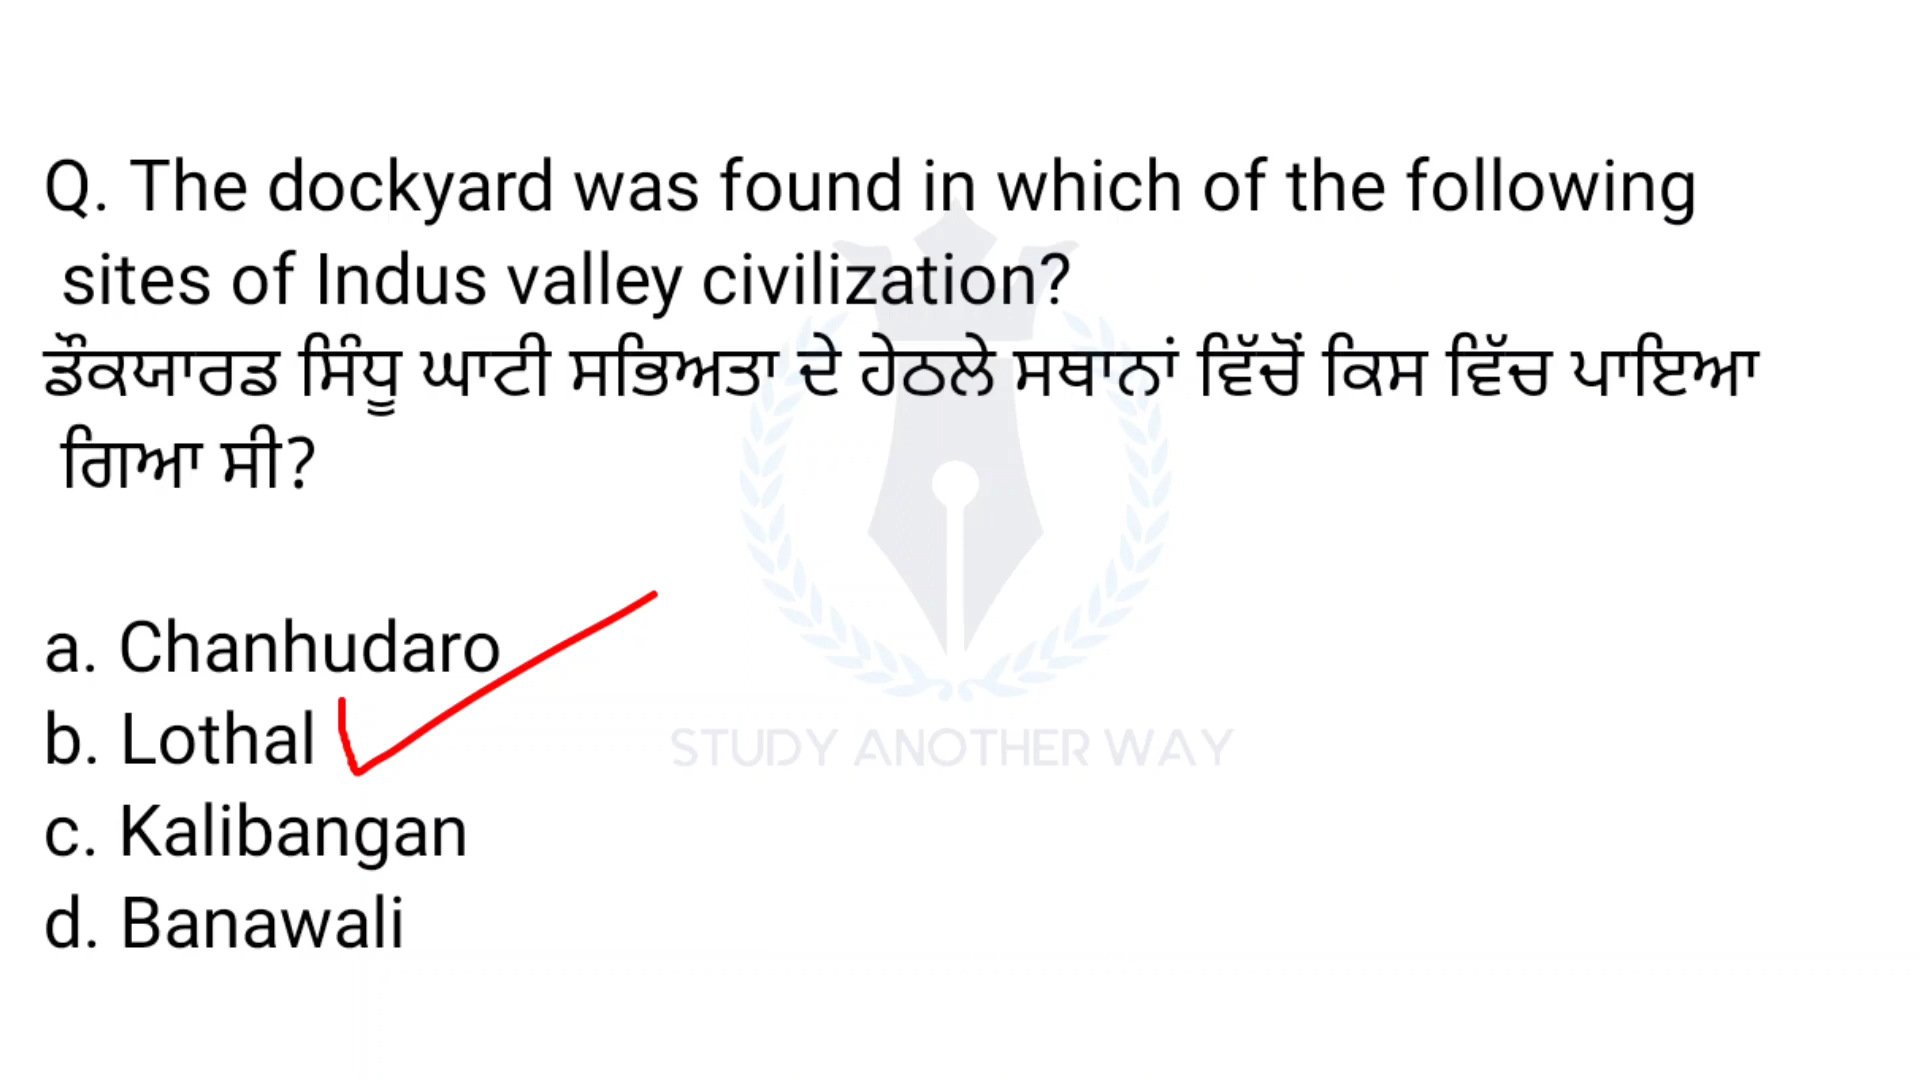 Q. The dockyard was found in which of the following
sites of Indus valley civilization?
ਡੌਕਯਾਰਡ ਸਿੰਧੂ ਘਾਟੀ ਸਭਿਅਤਾ ਦੇ ਹੇਠਲੇ ਸਥਾਨਾਂ ਵਿੱਚੋਂ ਕਿਸ ਵਿੱਚ ਪਾਇਆ
ਗਿਆ ਸੀ?
a. Chanhudaro
b. Lothal
STUDY ANOTHER WAY
c. Kalibangan
d. Banawali